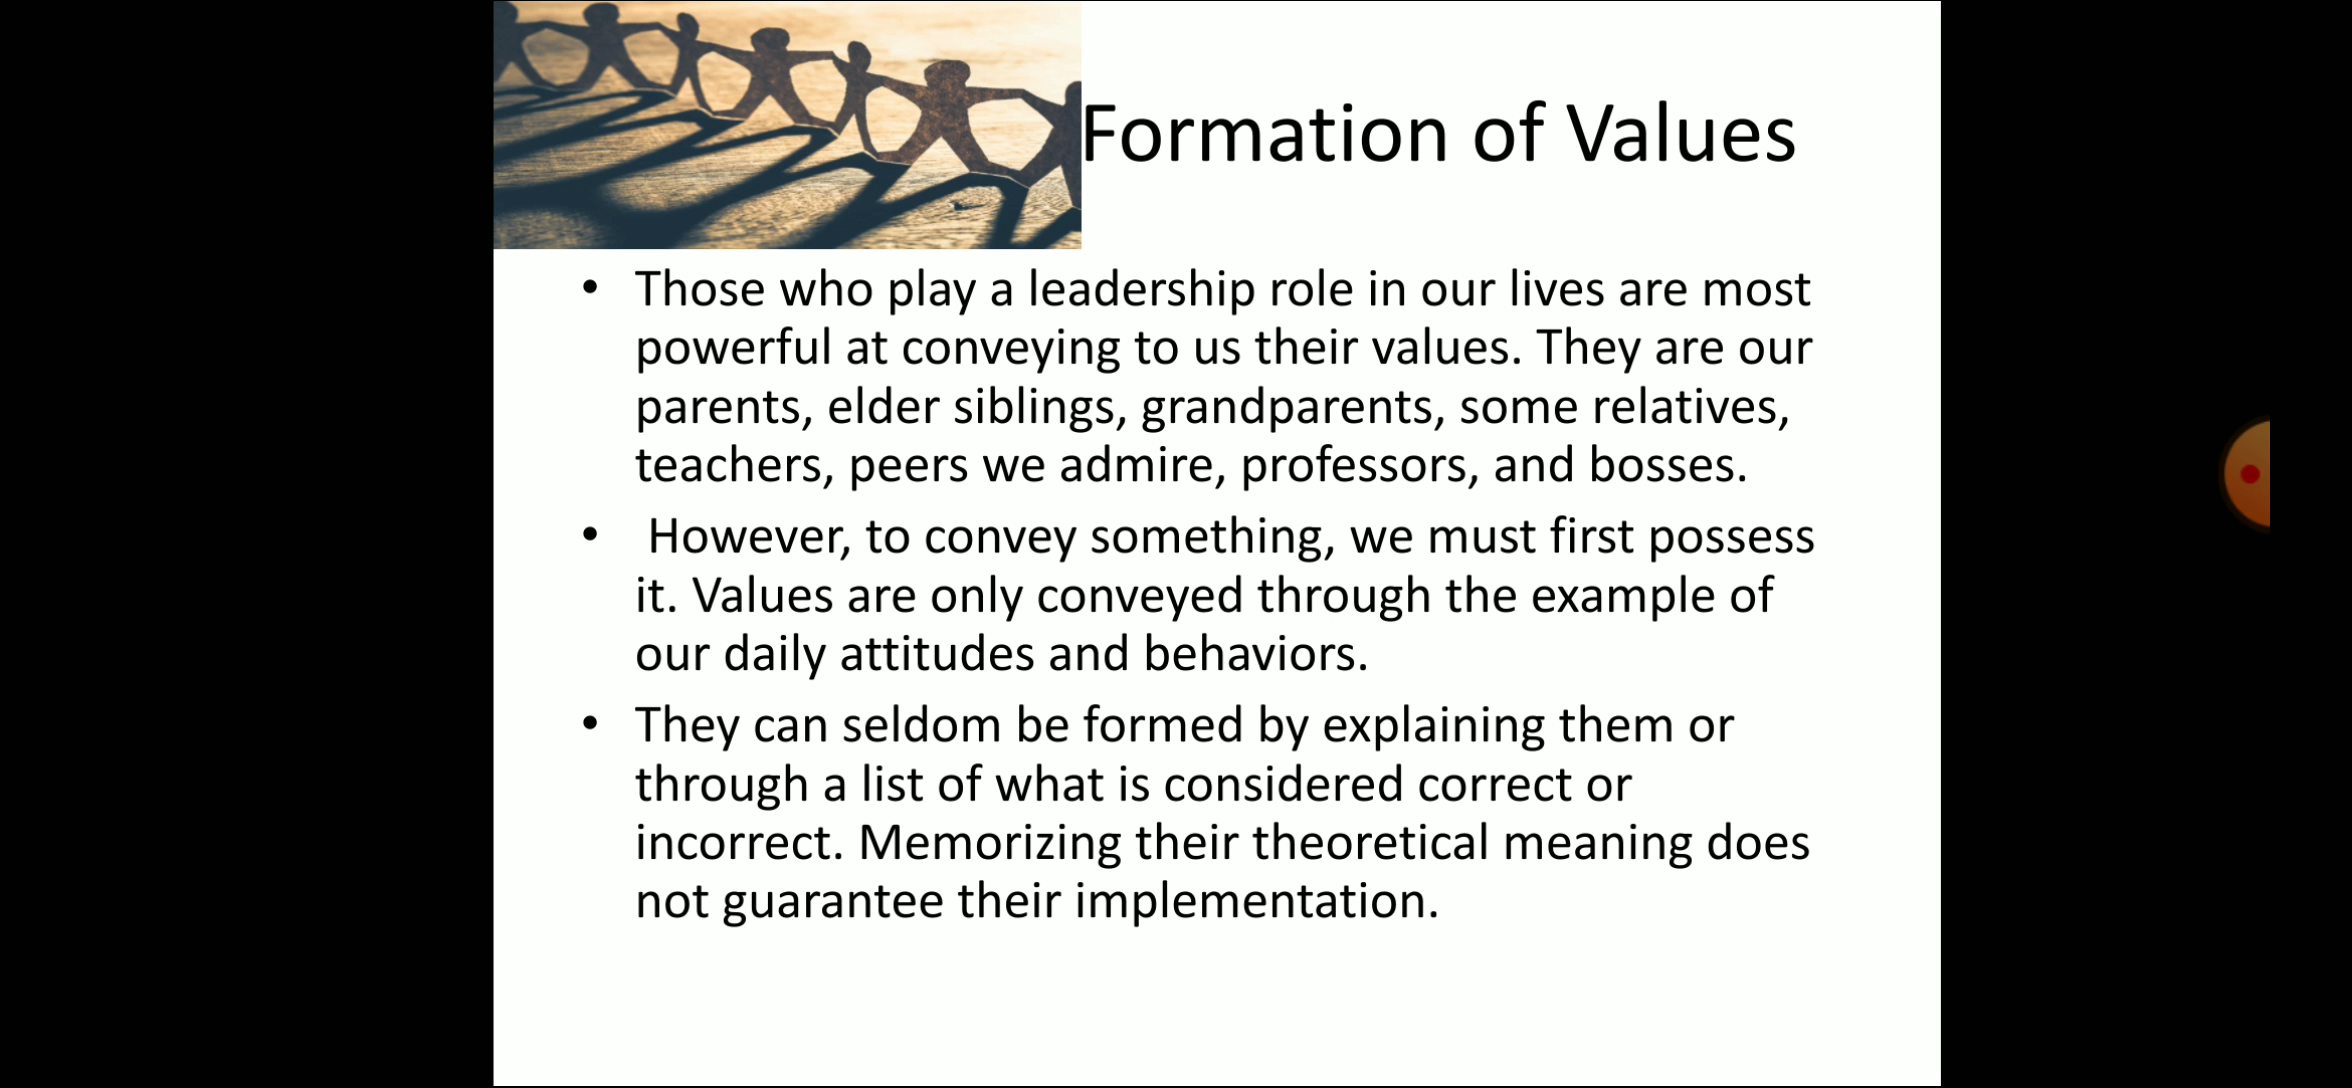 Formation of Values
• Those who play a leadership role in our lives are most
powerful at conveying to us their values. They are our
parents, elder siblings, grandparents, some relatives,
teachers, peers we admire, professors, and bosses.
• However, to convey something, we must first possess
it. Values are only conveyed through the example of
our daily attitudes and behaviors.
• They can seldom be formed by explaining them or
through a list of what is considered correct or
incorrect. Memorizing their theoretical meaning does
not guarantee their implementation.